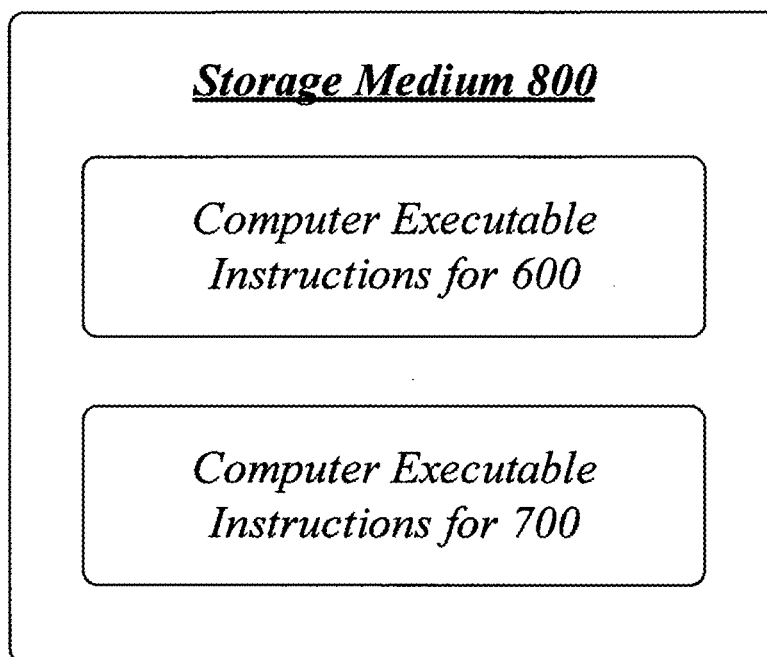 Storage Medium 800
Computer Executable
Instructions for 600
Computer Executable
Instructions for 700